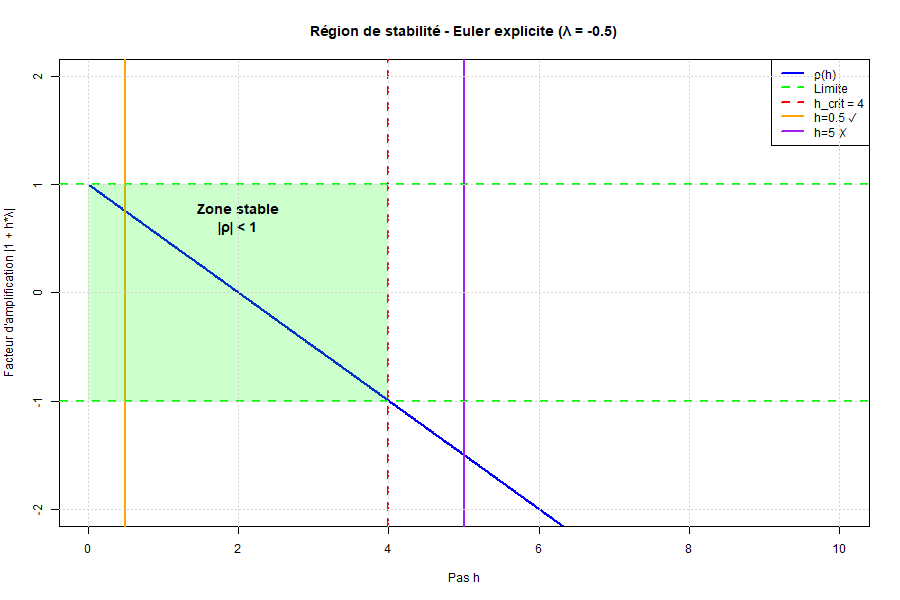 Région de stabilité - Euler explicite (λ = -0.5)
Facteur d'amplification |1 + h*λ|
2
1
0
-1
-2
Zone stable
|ρ| < 1
ρ(h)
Limite
h_crit = 4
h=0.5 ✓
h=5 ✗
0 2 4 6 8 10
Pas h